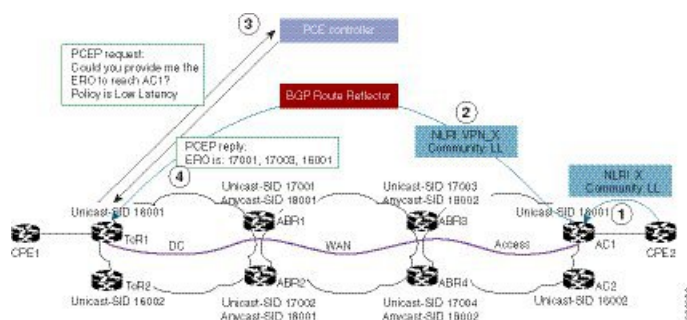 3
PCE controller
PCEP request:
Could you provide me the
ERO to reach AC1?
Policy is Low Latency
BGP Route Reflector
2
NLRI: VPN_X
Community: LL
PCEP reply:
ERO is: 17001, 17003, 16001
4
NLRI: X
Community: LL
Unicast-SID 17001
Anycast-SID 18001
Unicast-SID 17003
Anycast-SID 18002
Unicast-SID 16001
Unicast-SID 16001
1
CPE1
ToR1
ABR1
ABR3
AC1
CPE2
DC
WAN
Access
ToR2
ABR2
ABR4
AC2
Unicast-SID 16002
Unicast-SID 17002
Anycast-SID 18001
Unicast-SID 17004
Anycast-SID 18002
Unicast-SID 16002